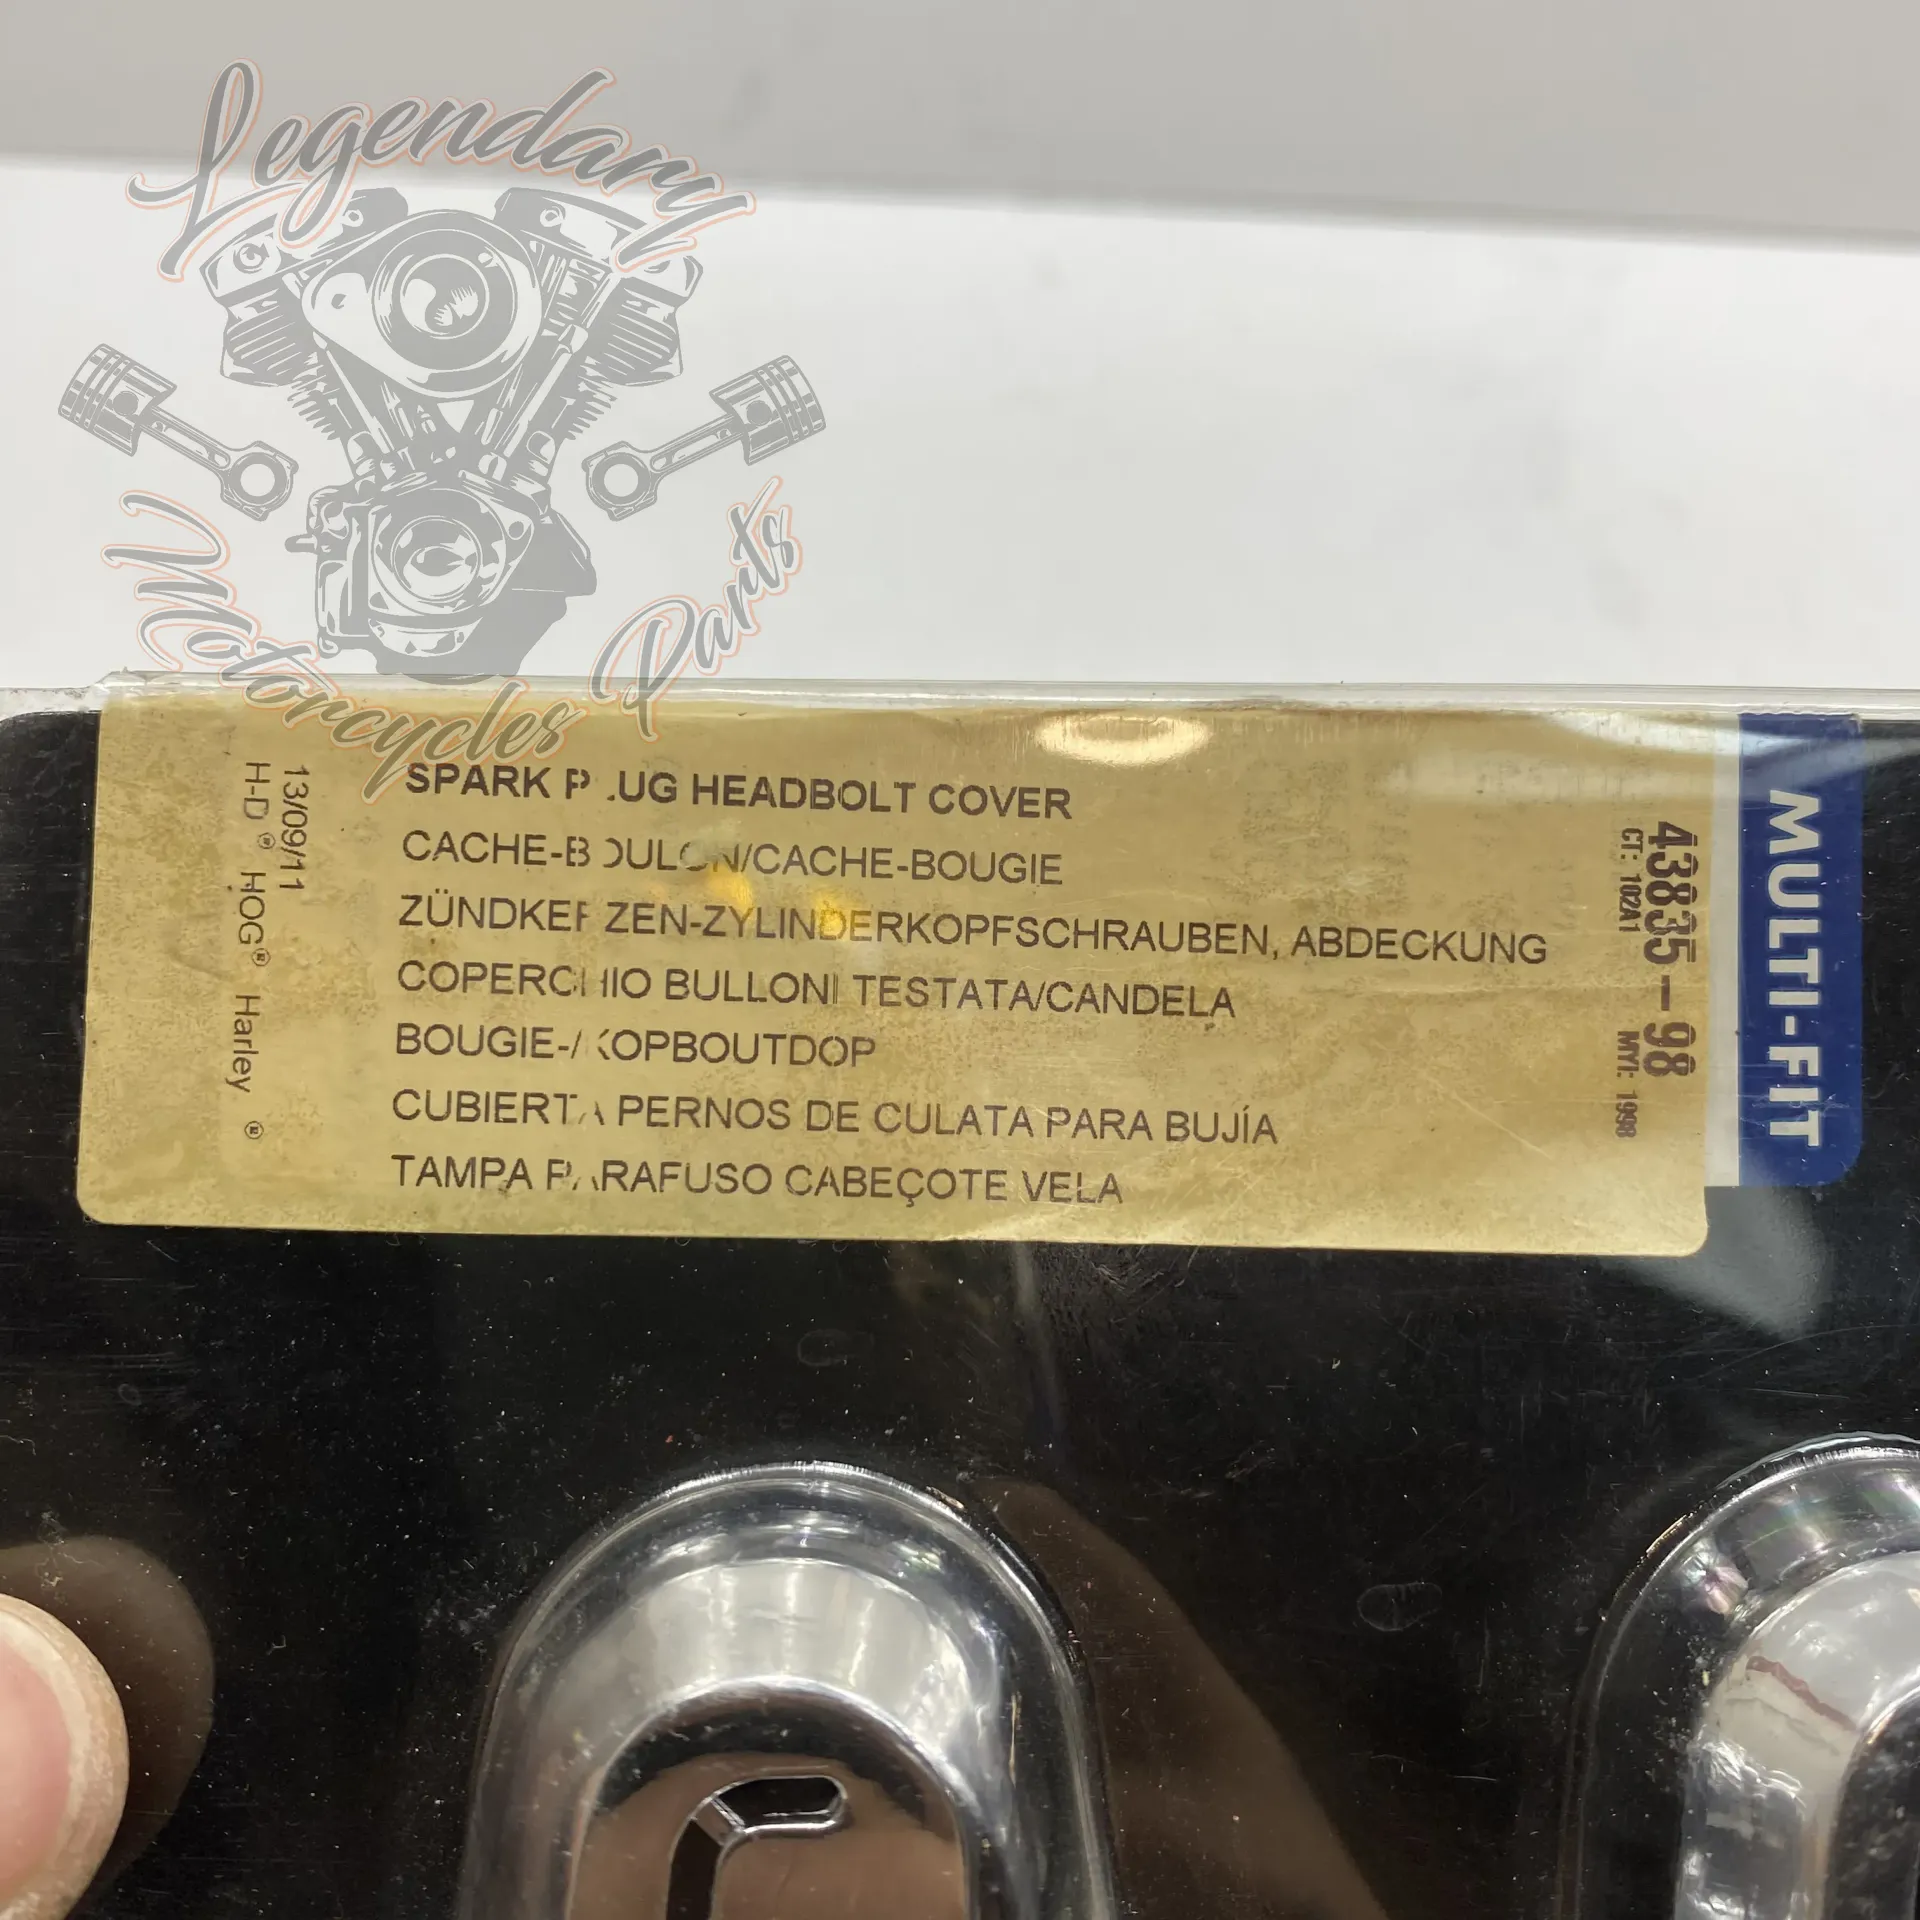 Legendary
Motorcycles Parts
13/09/11
H-D® HOG® Harley ®
SPARK PLUG HEADBOLT COVER
CACHE-BOULON/CACHE-BOUGIE
ZÜNDKERZEN-ZYLINDERKOPFSCHRAUBEN, ABDECKUNG
COPERCHIO BULLONI TESTATA/CANDELA
BOUGIE-/KOPBOUTDOP
CUBIERTA PERNOS DE CULATA PARA BUJÍA
TAMPA PARAFUSO CABEÇOTE VELA
43835-98
CT: 102A1 MYI: 1998
MULTI-FIT